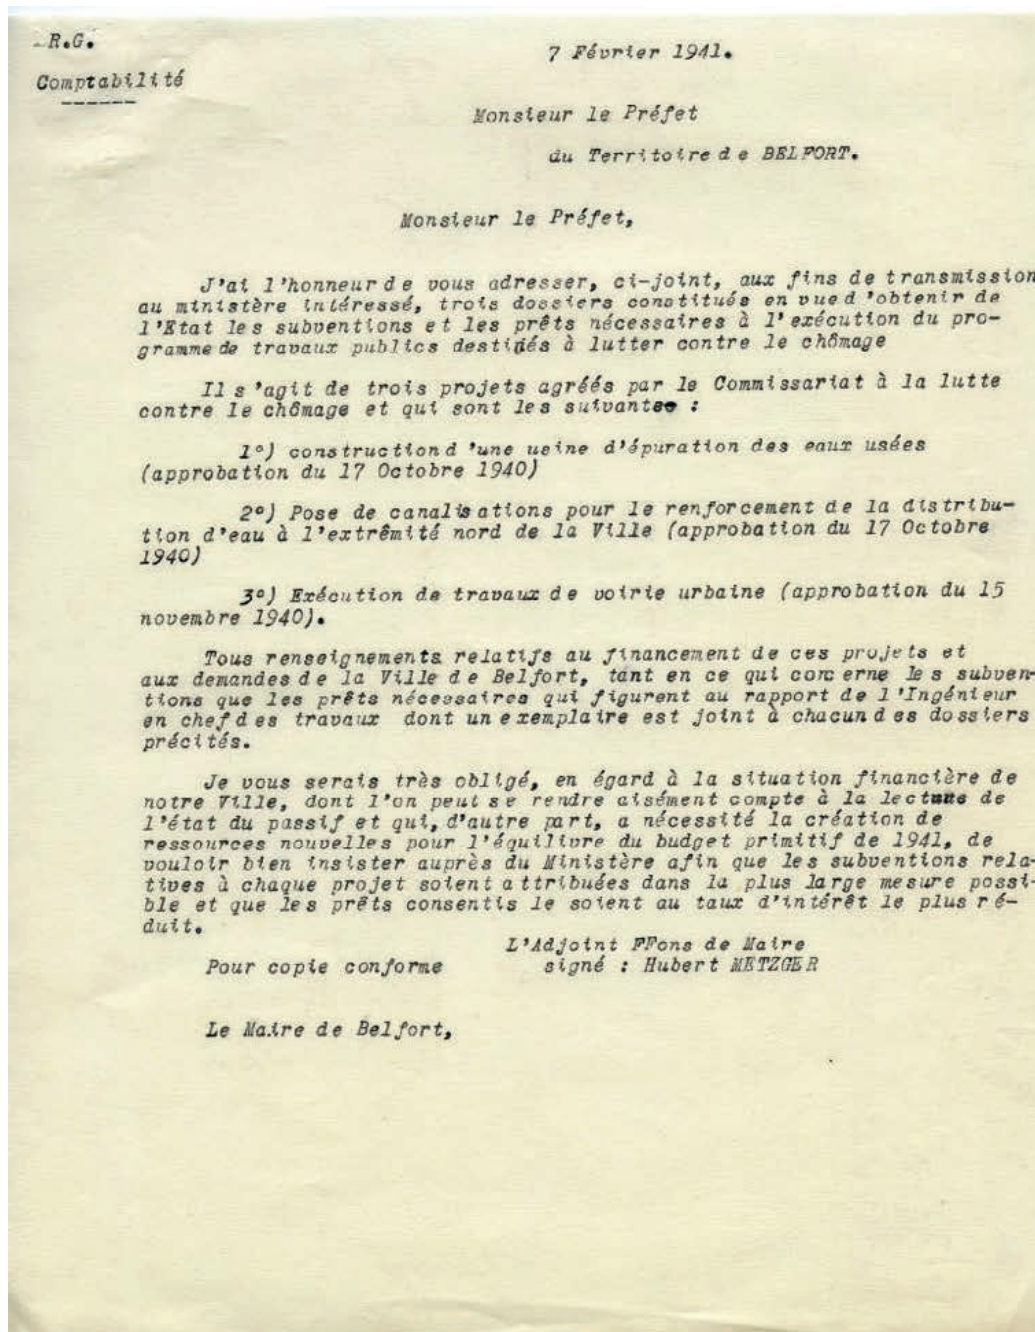 R.G.
7 Février 1941.
Comptabilité
Monsieur le Préfet
du Territoire de BELFORT.
Monsieur le Préfet,
J'ai l'honneur de vous adresser, ci-joint, aux fins de transmission
au ministère intéressé, trois dossiers constitués en vue d'obtenir de
l'Etat les subventions et les prêts nécessaires à l'exécution du pro-
gramme de travaux publics destinés à lutter contre le chômage
Il s'agit de trois projets agréés par le Commissariat à la lutte
contre le chômage et qui sont les suivants :
1°) construction d'une usine d'épuration des eaux usées
(approbation du 17 Octobre 1940)
2°) Pose de canalisations pour le renforcement de la distribu-
tion d'eau à l'extrêmité nord de la Ville (approbation du 17 Octobre
1940)
3°) Exécution de travaux de voirie urbaine (approbation du 15
novembre 1940).
Tous renseignements relatifs au financement de ces projets et
aux demandes de la Ville de Belfort, tant en ce qui concerne les subven-
tions que les prêts nécessaires qui figurent au rapport de l'Ingénieur
en chef des travaux dont un exemplaire est joint à chacun des dossiers
précités.
Je vous serais très obligé, en égard à la situation financière de
notre Ville, dont l'on peut se rendre aisément compte à la lecture de
l'état du passif et qui, d'autre part, a nécessité la création de
ressources nouvelles pour l'équilivre du budget primitif de 1941, de
vouloir bien insister auprès du Ministère afin que les subventions rela-
tives à chaque projet soient attribuées dans la plus large mesure possi-
ble et que les prêts consentis le soient au taux d'intérêt le plus ré-
duit.
L'Adjoint FFons de Maire
Pour copie conforme signé : Hubert METZGER
Le Maire de Belfort,